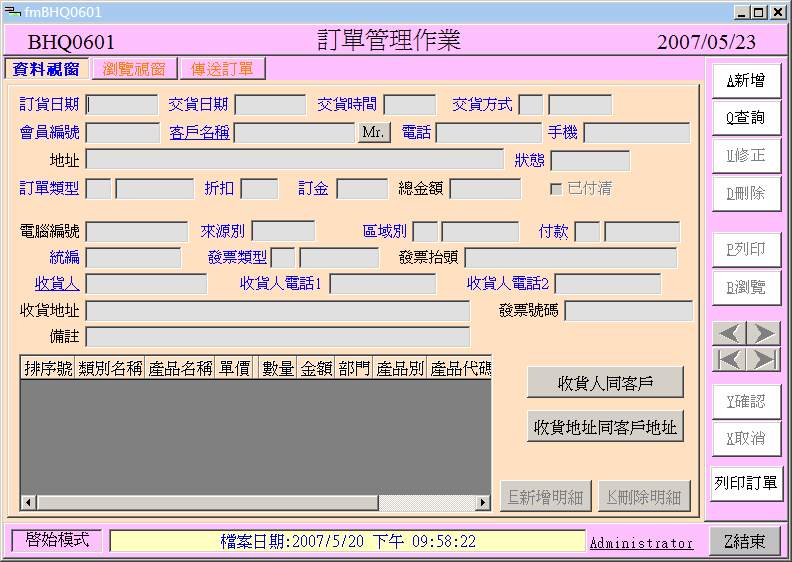 fmBHQ0601
BHQ0601 訂單管理作業 2007/05/23
資料視窗 瀏覽視窗 傳送訂單
訂貨日期 交貨日期 交貨時間 交貨方式
會員編號 客戶名稱 Mr. 電話 手機
地址 狀態
訂單類型 折扣 訂金 總金額 已付清
電腦編號 來源別 區域別 付款
統編 發票類型 發票抬頭
收貨人 收貨人電話1 收貨人電話2
收貨地址 發票號碼
備註
排序號 類別名稱 產品名稱 單價 數量 金額 部門 產品別 產品代碼
收貨人同客戶
收貨地址同客戶地址
E新增明細 K刪除明細
A新增
Q查詢
U修正
D刪除
P列印
B瀏覽
Y確認
X取消
列印訂單
啓始模式 檔案日期:2007/5/20 下午 09:58:22 Administrator Z結束